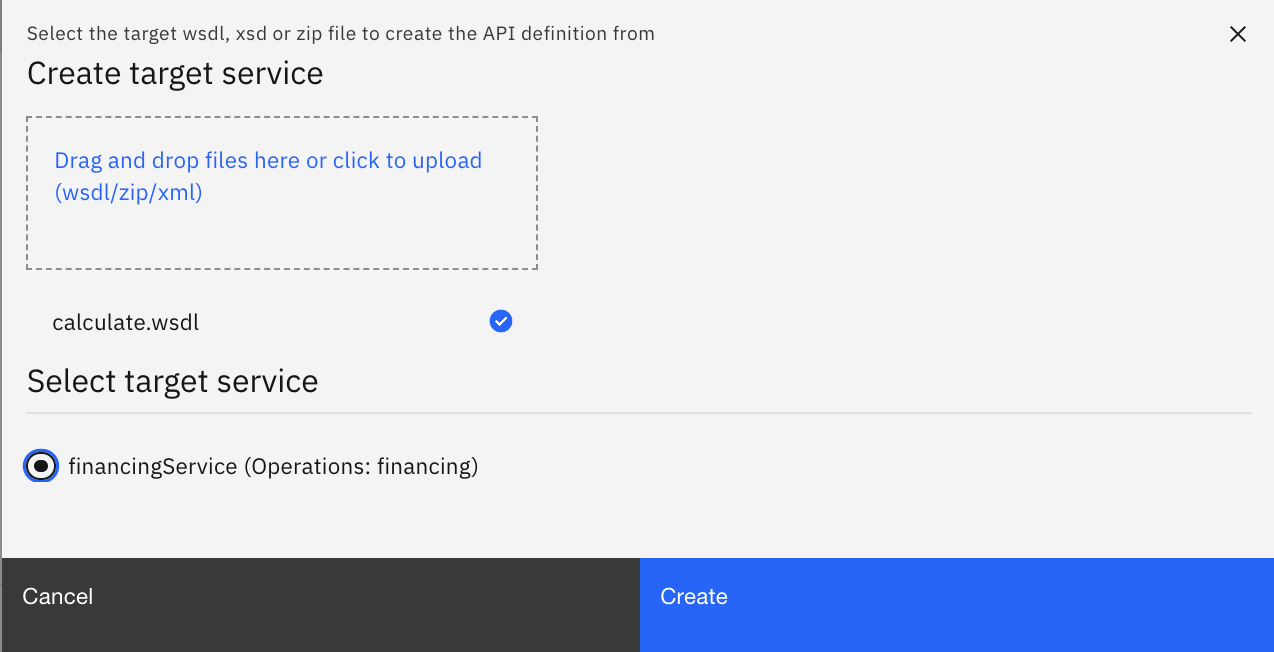 Select the target wsdl, xsd or zip file to create the API definition from
Create target service
Drag and drop files here or click to upload
(wsdl/zip/xml)
calculate.wsdl
Select target service
financingService (Operations: financing)
Cancel
Create